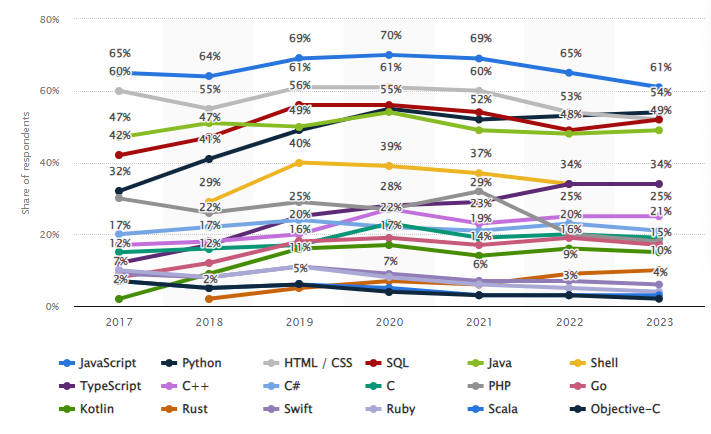 80%
60%
40%
20%
0%
Share of respondents
65% 64% 69% 70% 69% 65% 61%
60% 55% 61% 61% 60% 53% 54%
47% 47% 56% 55% 52% 48% 49%
42% 41% 49% 39% 37% 34% 34%
32% 29% 40% 28% 29% 25% 25%
17% 22% 25% 22% 23% 20% 21%
12% 17% 20% 17% 19% 16% 15%
7% 12% 16% 7% 14% 9% 10%
2% 2% 11% 6% 3% 4%
5%
2017 2018 2019 2020 2021 2022 2023
JavaScript Python HTML / CSS SQL Java Shell
TypeScript C++ C# C PHP Go
Kotlin Rust Swift Ruby Scala Objective-C